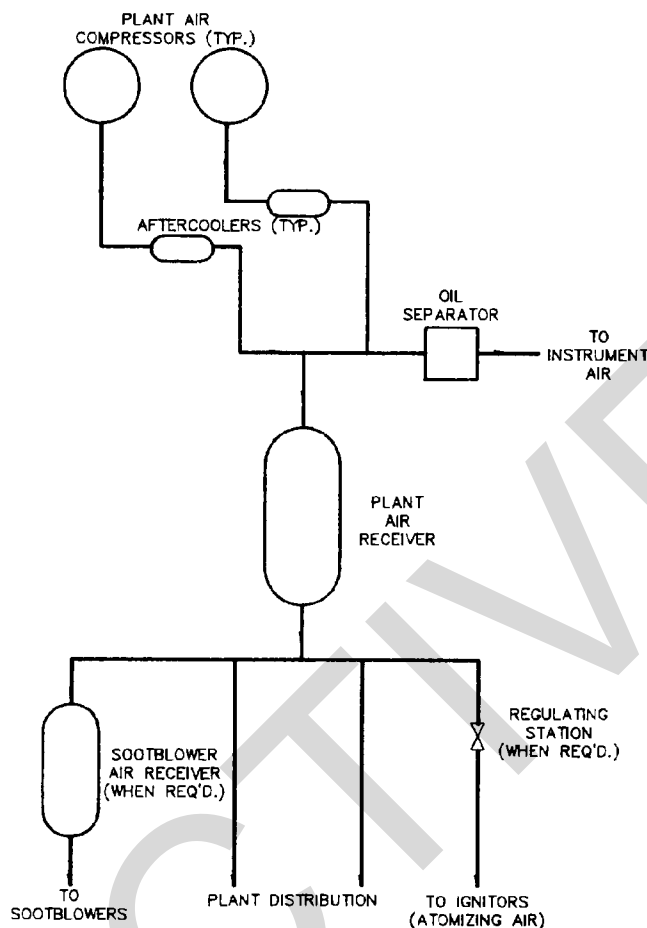 PLANT AIR
COMPRESSORS (TYP.)
AFTERCOOLERS (TYP.)
OIL
SEPARATOR
TO
INSTRUMENT
AIR
PLANT
AIR
RECEIVER
REGULATING
STATION
(WHEN REQ'D.)
SOOTBLOWER
AIR RECEIVER
(WHEN REQ'D.)
TO
SOOTBLOWERS
PLANT DISTRIBUTION
TO IGNITORS
(ATOMIZING AIR)
CTIVE